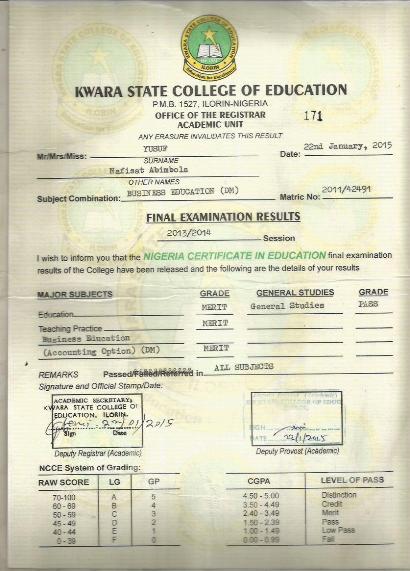 KWARA STATE COLLEGE OF EDUCATION
ILORIN
KWARA STATE COLLEGE OF EDUCATION
P.M.B. 1527, ILORIN-NIGERIA
OFFICE OF THE REGISTRAR 171
ACADEMIC UNIT
ANY ERASURE INVALIDATES THIS RESULT
Mr/Mrs/Miss: YUSUF Date: 22nd January, 2015
SURNAME
Nafisat Abimbola
OTHER NAMES
Subject Combination: BUSINESS EDUCATION (DM) Matric No: 2011/42491
FINAL EXAMINATION RESULTS
2013/2014 Session
I wish to inform you that the NIGERIA CERTIFICATE IN EDUCATION final examination
results of the College have been released and the following are the details of your results
MAJOR SUBJECTS GRADE GENERAL STUDIES GRADE
Education MERIT General Studies PASS
Teaching Practice MERIT
Business Education
(Accounting Option) (DM) MERIT
REMARKS Passed/Failed/Referred in ALL SUBJECTS
Signature and Official Stamp/Date:
ACADEMIC SECRETARY,
KWARA STATE COLLEGE OF
EDUCATION, ILORIN.
22/01/2015
Sign Date
SIGN
DATE 22/1/2015
Deputy Registrar (Academic) Deputy Provost (Academic)
NCCE System of Grading:
RAW SCORE LG GP CGPA LEVEL OF PASS
70-100 A 5 4.50 - 5.00 Distinction
60 - 69 B 4 3.50 - 4.49 Credit
50 - 59 C 3 2.40 - 3.49 Merit
45 - 49 D 2 1.50 - 2.39 Pass
40 - 44 E 1 1.00 - 1.49 Low Pass
0 - 39 F 0 0.00 - 0.99 Fail